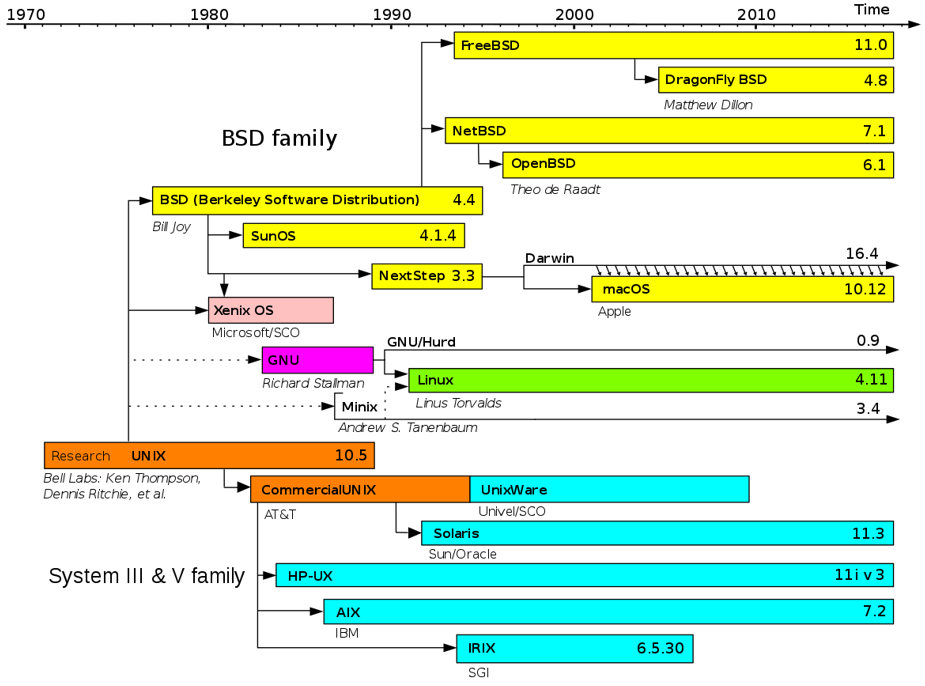 1970 1980 1990 2000 2010 Time
FreeBSD 11.0
DragonFly BSD 4.8
Matthew Dillon
BSD family
NetBSD 7.1
OpenBSD 6.1
Theo de Raadt
BSD (Berkeley Software Distribution) 4.4
Bill Joy
SunOS 4.1.4
Darwin 16.4
NextStep 3.3
macOS 10.12
Apple
Xenix OS
Microsoft/SCO
GNU/Hurd 0.9
GNU
Richard Stallman
Linux 4.11
Linus Torvalds
Minix 3.4
Andrew S. Tanenbaum
Research UNIX 10.5
Bell Labs: Ken Thompson,
Dennis Ritchie, et al.
CommercialUNIX UnixWare
AT&T Univel/SCO
Solaris 11.3
Sun/Oracle
System III & V family
HP-UX 11i v 3
AIX 7.2
IBM
IRIX 6.5.30
SGI